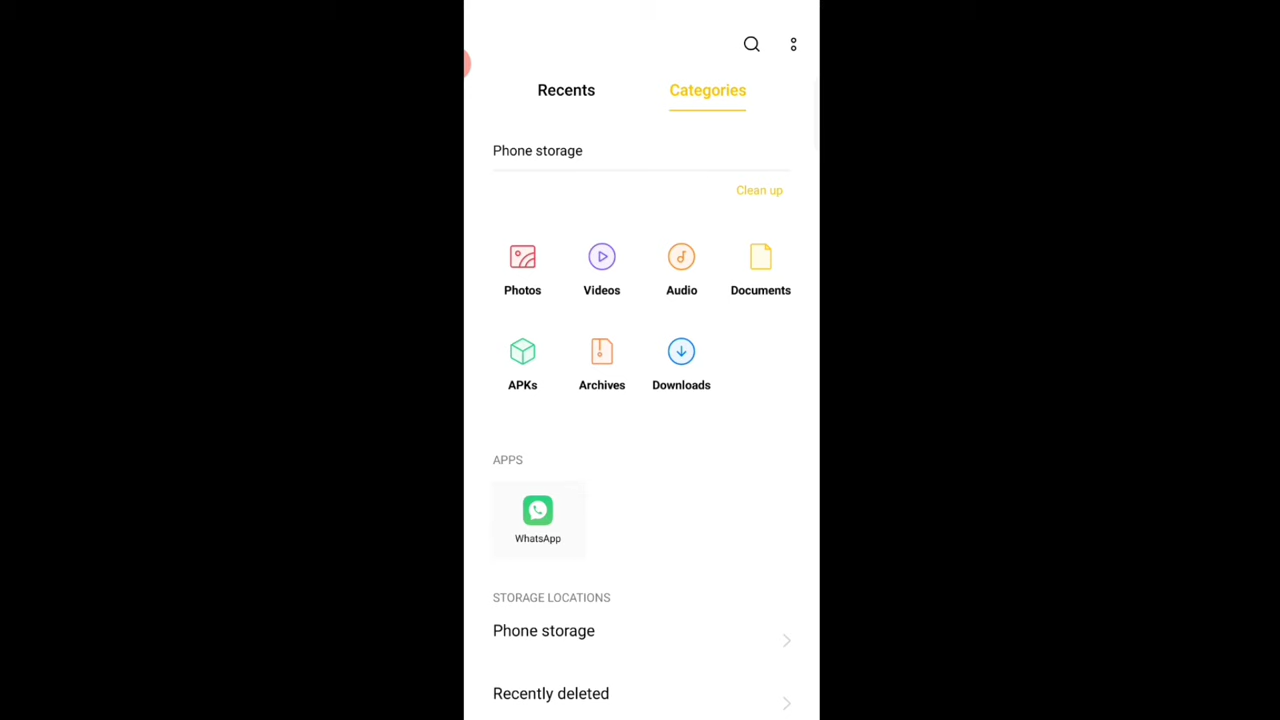 Recents Categories
Phone storage
Clean up
Photos Videos Audio Documents
APKs Archives Downloads
APPS
WhatsApp
STORAGE LOCATIONS
Phone storage
Recently deleted